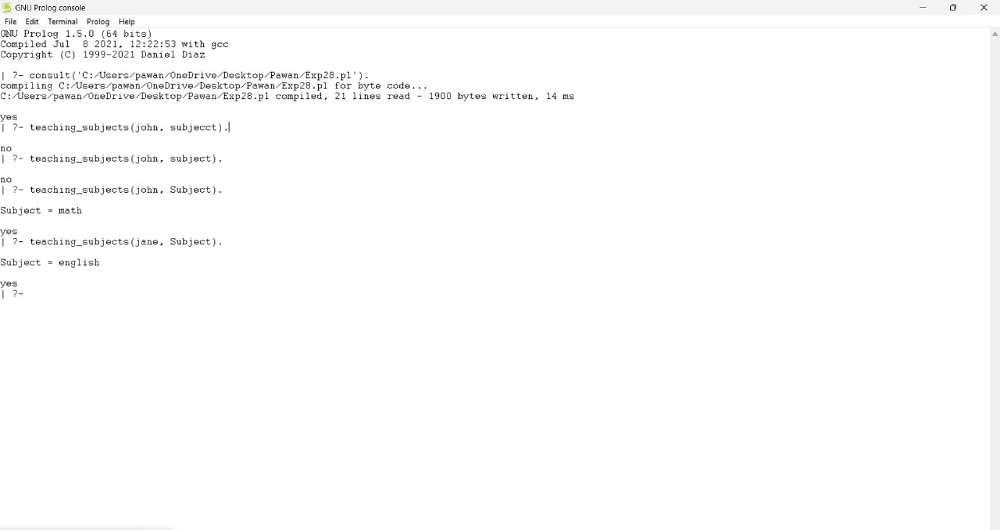 GNU Prolog console
File Edit Terminal Prolog Help
GNU Prolog 1.5.0 (64 bits)
Compiled Jul  8 2021, 12:22:53 with gcc
Copyright (C) 1999-2021 Daniel Diaz
| ?- consult('C:/Users/pawan/OneDrive/Desktop/Pawan/Exp28.pl').
compiling C:/Users/pawan/OneDrive/Desktop/Pawan/Exp28.pl for byte code...
C:/Users/pawan/OneDrive/Desktop/Pawan/Exp28.pl compiled, 21 lines read - 1900 bytes written, 14 ms
yes
| ?- teaching_subjects(john, subjecct).
no
| ?- teaching_subjects(john, subject).
no
| ?- teaching_subjects(john, Subject).
Subject = math
yes
| ?- teaching_subjects(jane, Subject).
Subject = english
yes
| ?-